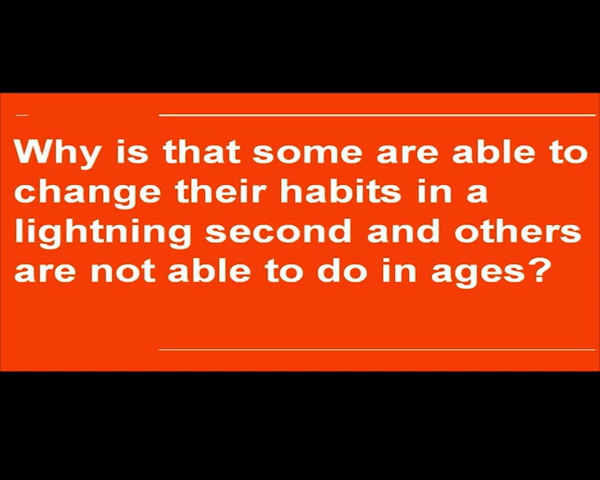 Why is that some are able to
change their habits in a
lightning second and others
are not able to do in ages?